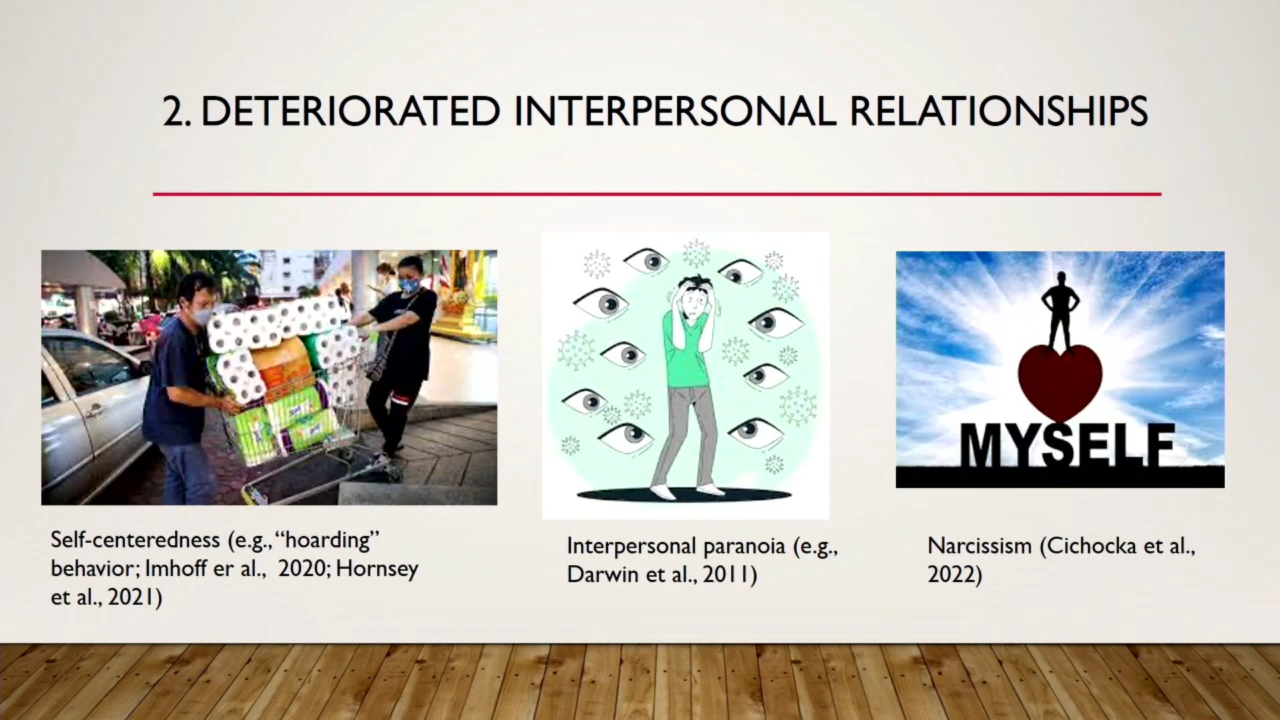 2. DETERIORATED INTERPERSONAL RELATIONSHIPS
MYSELF
Self-centeredness (e.g., “hoarding”
behavior; Imhoff er al., 2020; Hornsey
et al., 2021)
Interpersonal paranoia (e.g.,
Darwin et al., 2011)
Narcissism (Cichocka et al.,
2022)